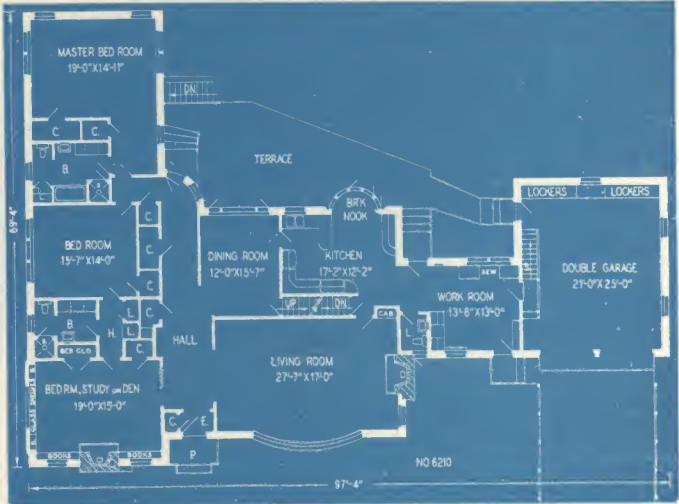 MASTER BED ROOM
19'-0"X14'-11"
DN.
C.
C.
B.
S
TERRACE
LOCKERS
LOCKERS
BR'K
NOOK
C.
BED ROOM
15'-7"X14'-0"
C.
C.
DINING ROOM
12'-0"X15'-7"
KITCHEN
17'-2"X12'-2"
SEW
DOUBLE GARAGE
21'-0"X25'-0"
69'-4"
WORK ROOM
13'-8"X13'-0"
UP
DN.
CAB
L.
C.
L.
B.
H.
L.
S
BED CLO
C.
HALL
LIVING ROOM
27'-7"X17'-0"
BED RM., STUDY OR DEN
19'-0"X15'-0"
GLASS SHELVES
C.
E.
P.
BOOKS
BOOKS
NO 6210
97'-4"